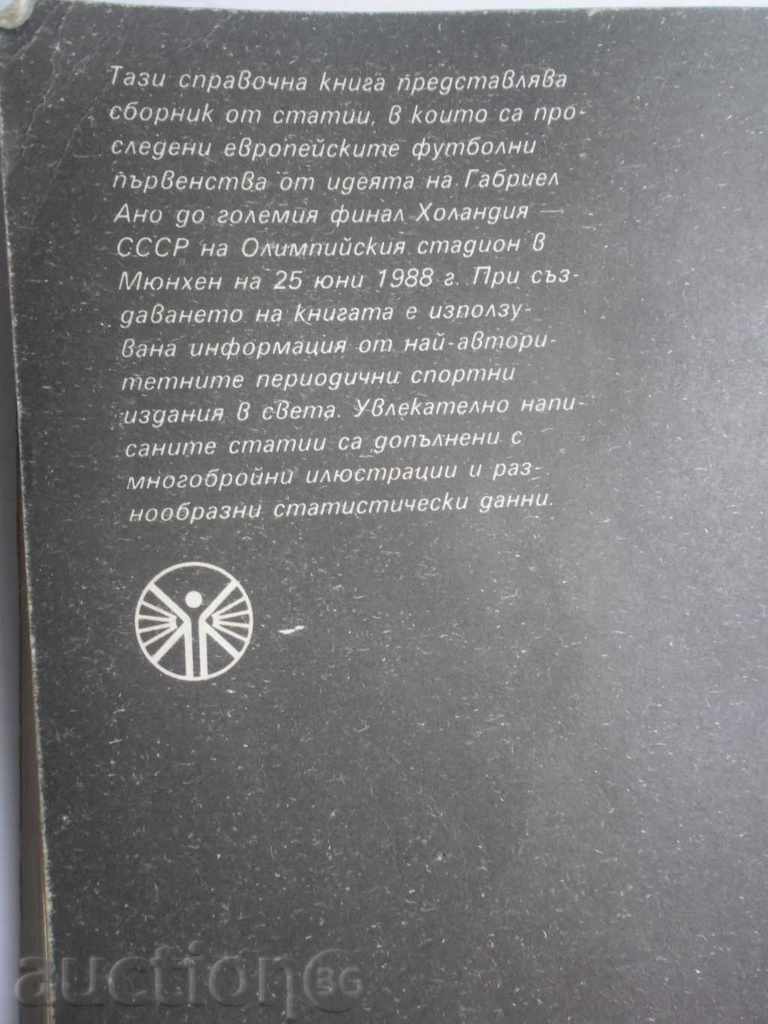 Тази справочна книга представлява
сборник от статии, в които са про-
следени европейските футболни
първенства от идеята на Габриел
Ано до големия финал Холандия —
СССР на Олимпийския стадион в
Мюнхен на 25 юни 1988 г. При съз-
даването на книгата е използу-
вана информация от най-автори-
тетните периодични спортни
издания в света. Увлекателно напи-
саните статии са допълнени с
многобройни илюстрации и раз-
нообразни статистически данни.
auction BG